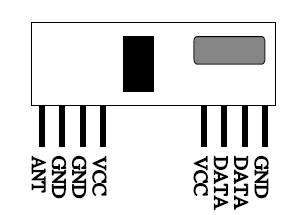 ANT
GND
GND
VCC
VCC
DATA
DATA
GND